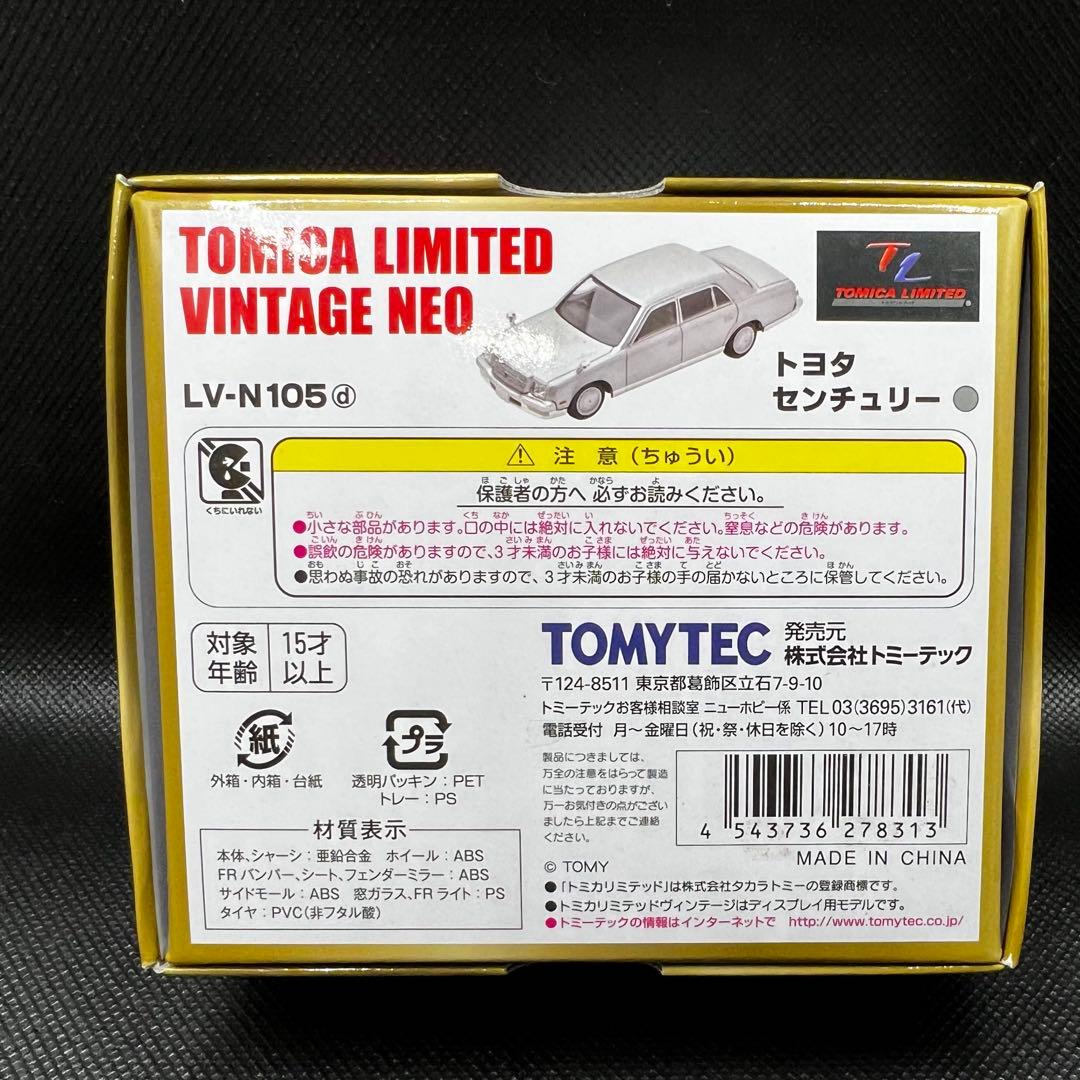 TOMICA LIMITED
VINTAGE NEO
TL
TOMICA LIMITED
LV-N105 ⓓ
トヨタ
センチュリー
くちにいれない
⚠ 注 意（ちゅうい）
保護者の方へ 必ずお読みください。
●小さな部品があります。口の中には絶対に入れないでください。窒息などの危険があります。
●誤飲の危険がありますので、3才未満のお子様には絶対に与えないでください。
●思わぬ事故の恐れがありますので、3才未満のお子様の手の届かないところに保管してください。
対象年齢 15才以上
TOMYTEC 発売元 株式会社トミーテック
〒124-8511 東京都葛飾区立石7-9-10
トミーテックお客様相談室 ニューホビー係 TEL 03(3695)3161(代)
電話受付 月〜金曜日（祝・祭・休日を除く）10〜17時
紙
外箱・内箱・台紙
プラ
透明パッキン：PET
トレー：PS
製品につきましては、
万全の注意をはらって製造
に当たっておりますが、
万一お気付きの点がござい
ましたら上記までご連絡
ください。
4 543736 278313
MADE IN CHINA
材質表示
本体、シャーシ：亜鉛合金 ホイール：ABS
FRバンパー、シート、フェンダーミラー：ABS
サイドモール：ABS 窓ガラス、FRライト：PS
タイヤ：PVC（非フタル酸）
© TOMY
●「トミカリミテッド」は株式会社タカラトミーの登録商標です。
●トミカリミテッドヴィンテージはディスプレイ用モデルです。
●トミーテックの情報はインターネットで http://www.tomytec.co.jp/